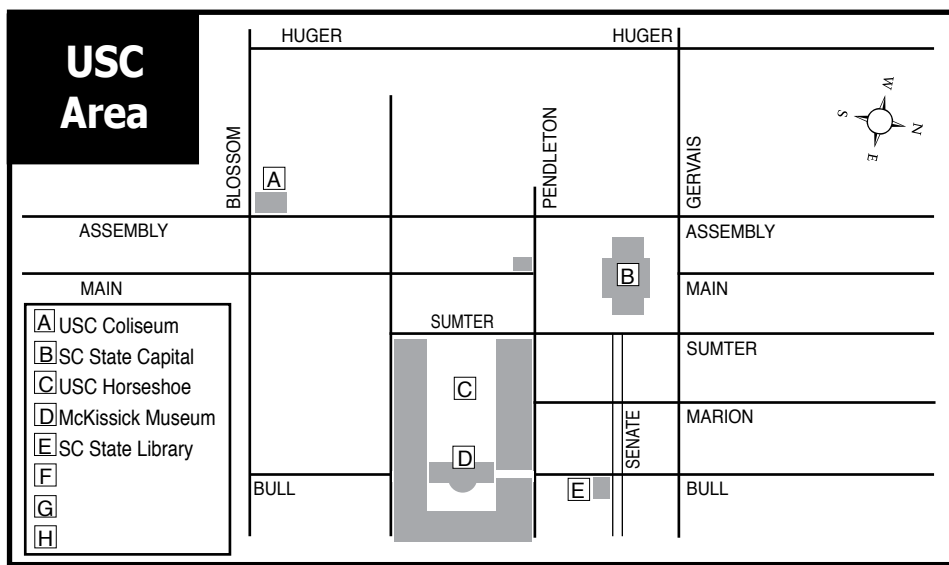 USC
Area
HUGER
HUGER
BLOSSOM
PENDLETON
GERVAIS
W
N
S
E
A
ASSEMBLY
ASSEMBLY
B
MAIN
MAIN
SUMTER
SUMTER
C
MARION
SENATE
D
BULL
E
BULL
A USC Coliseum
B SC State Capital
C USC Horseshoe
D McKissick Museum
E SC State Library
F
G
H